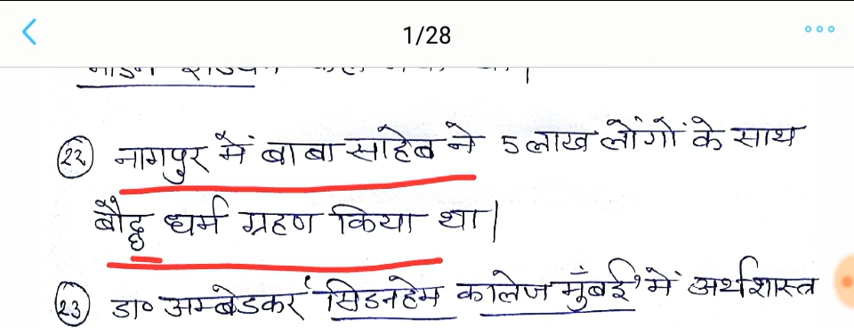 1/28
(22) नागपुर में बाबा साहेब ने 5 लाख लोंगों के साथ
बौद्ध धर्म ग्रहण किया था|
(23) डा० अम्बेडकर 'सिडनहेम कालेज मुंबई' में अर्थशास्त्र